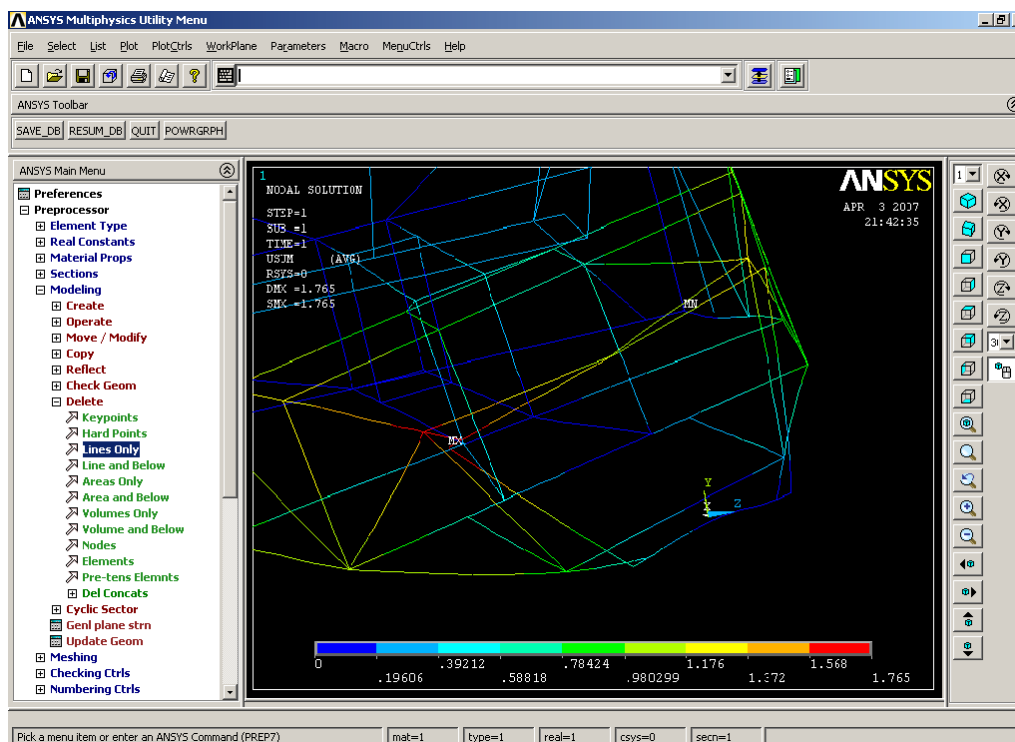 ANSYS Multiphysics Utility Menu
File Select List Plot PlotCtrls WorkPlane Parameters Macro MenuCtrls Help
ANSYS Toolbar
SAVE_DB RESUM_DB QUIT POWRGRPH
ANSYS Main Menu
Preferences
Preprocessor
Element Type
Real Constants
Material Props
Sections
Modeling
Create
Operate
Move / Modify
Copy
Reflect
Check Geom
Delete
Keypoints
Hard Points
Lines Only
Line and Below
Areas Only
Area and Below
Volumes Only
Volume and Below
Nodes
Elements
Pre-tens Elemnts
Del Concats
Cyclic Sector
Genl plane strn
Update Geom
Meshing
Checking Ctrls
Numbering Ctrls
1
NODAL SOLUTION
STEP=1
SUB =1
TIME=1
USUM (AVG)
RSYS=0
DMX =1.765
SMX =1.765
ANSYS
APR 3 2007
21:42:35
MN
MX
Y
X Z
0 .39212 .78424 1.176 1.568
.19606 .58818 .980299 1.372 1.765
1
Pick a menu item or enter an ANSYS Command (PREP7) mat=1 type=1 real=1 csys=0 secn=1